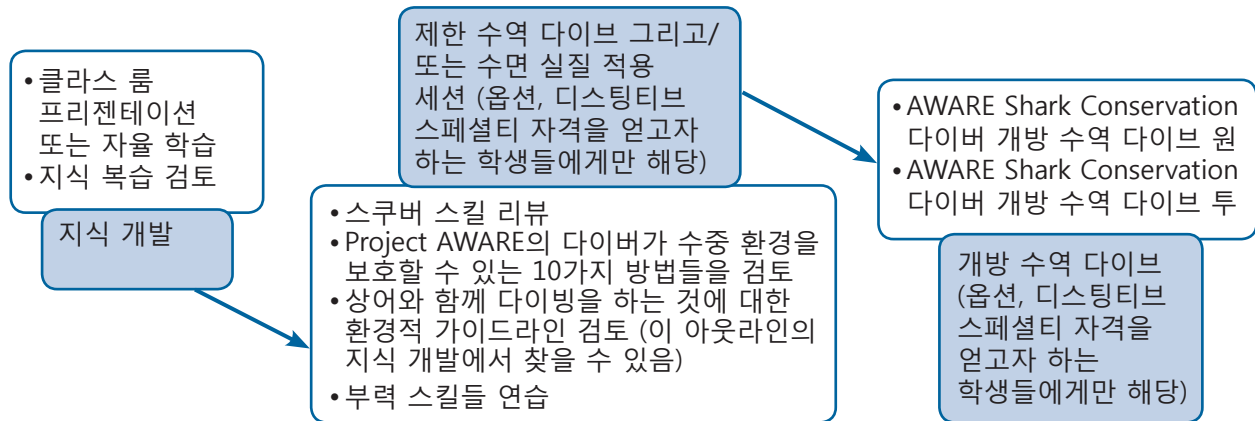 • 클라스 룸
프리젠테이션
또는 자율 학습
• 지식 복습 검토
지식 개발
제한 수역 다이브 그리고/
또는 수면 실질 적용
세션 (옵션, 디스팅티브
스페셜티 자격을 얻고자
하는 학생들에게만 해당)
• 스쿠버 스킬 리뷰
• Project AWARE의 다이버가 수중 환경을
보호할 수 있는 10가지 방법들을 검토
• 상어와 함께 다이빙을 하는 것에 대한
환경적 가이드라인 검토 (이 아웃라인의
지식 개발에서 찾을 수 있음)
• 부력 스킬들 연습
• AWARE Shark Conservation
다이버 개방 수역 다이브 원
• AWARE Shark Conservation
다이버 개방 수역 다이브 투
개방 수역 다이브
(옵션, 디스팅티브
스페셜티 자격을
얻고자 하는
학생들에게만 해당)